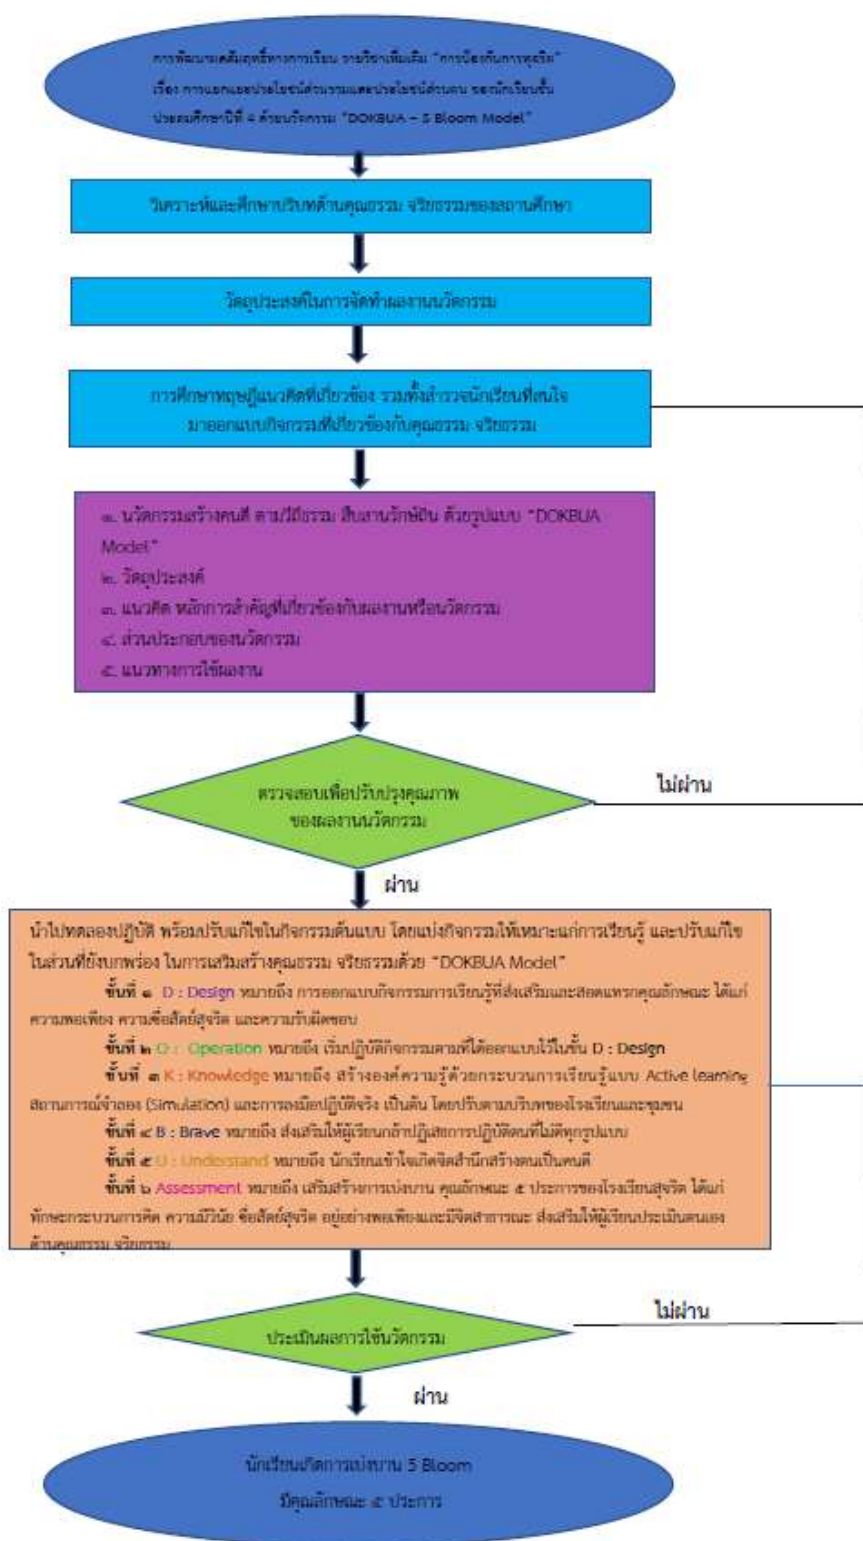 การพัฒนาผลสัมฤทธิ์ทางการเรียน รายวิชาเพิ่มเติม "การป้องกันการทุจริต"
เรื่อง การแยกแยะประโยชน์ส่วนรวมและประโยชน์ส่วนตน ของนักเรียนชั้น
ประถมศึกษาปีที่ 4 ด้วยนวัตกรรม "DOKBUA – 5 Bloom Model"
วิเคราะห์และศึกษาบริบทด้านคุณธรรม จริยธรรมของสถานศึกษา
วัตถุประสงค์ในการจัดทำผลงานนวัตกรรม
การศึกษาทฤษฎีแนวคิดที่เกี่ยวข้อง รวมทั้งสำรวจนักเรียนที่สนใจ
มาออกแบบกิจกรรมที่เกี่ยวข้องกับคุณธรรม จริยธรรม
๑. นวัตกรรมสร้างคนดี ตามวิถีธรรม สืบสานรักษ์ถิ่น ด้วยรูปแบบ "DOKBUA
Model"
๒. วัตถุประสงค์
๓. แนวคิด หลักการสำคัญที่เกี่ยวข้องกับผลงานหรือนวัตกรรม
๔. ส่วนประกอบของนวัตกรรม
๕. แนวทางการใช้ผลงาน
ตรวจสอบเพื่อปรับปรุงคุณภาพ
ของผลงานนวัตกรรม
ไม่ผ่าน
ผ่าน
นำไปทดลองปฏิบัติ พร้อมปรับแก้ไขในกิจกรรมต้นแบบ โดยแบ่งกิจกรรมให้เหมาะแก่การเรียนรู้ และปรับแก้ไข
ในส่วนที่ยังบกพร่อง ในการเสริมสร้างคุณธรรม จริยธรรมด้วย "DOKBUA Model"
ขั้นที่ ๑ D : Design หมายถึง การออกแบบกิจกรรมการเรียนรู้ที่ส่งเสริมและสอดแทรกคุณลักษณะ ได้แก่
ความพอเพียง ความซื่อสัตย์สุจริต และความรับผิดชอบ
ขั้นที่ ๒ O : Operation หมายถึง เริ่มปฏิบัติกิจกรรมตามที่ได้ออกแบบไว้ในขั้น D : Design
ขั้นที่ ๓ K : Knowledge หมายถึง สร้างองค์ความรู้ด้วยกระบวนการเรียนรู้แบบ Active learning
สถานการณ์จำลอง (Simulation) และการลงมือปฏิบัติจริง เป็นต้น โดยปรับตามบริบทของโรงเรียนและชุมชน
ขั้นที่ ๔ B : Brave หมายถึง ส่งเสริมให้ผู้เรียนกล้าปฏิเสธการปฏิบัติตนที่ไม่ดีทุกรูปแบบ
ขั้นที่ ๕ U : Understand หมายถึง นักเรียนเข้าใจเกิดจิตสำนึกสร้างตนเป็นคนดี
ขั้นที่ ๖ Assessment หมายถึง เสริมสร้างการเบ่งบาน คุณลักษณะ ๕ ประการของโรงเรียนสุจริต ได้แก่
ทักษะกระบวนการคิด ความมีวินัย ซื่อสัตย์สุจริต อยู่อย่างพอเพียงและมีจิตสาธารณะ ส่งเสริมให้ผู้เรียนประเมินตนเอง
ด้านคุณธรรม จริยธรรม
ประเมินผลการใช้นวัตกรรม
ไม่ผ่าน
ผ่าน
นักเรียนเกิดการเบ่งบาน 5 Bloom
มีคุณลักษณะ ๕ ประการ